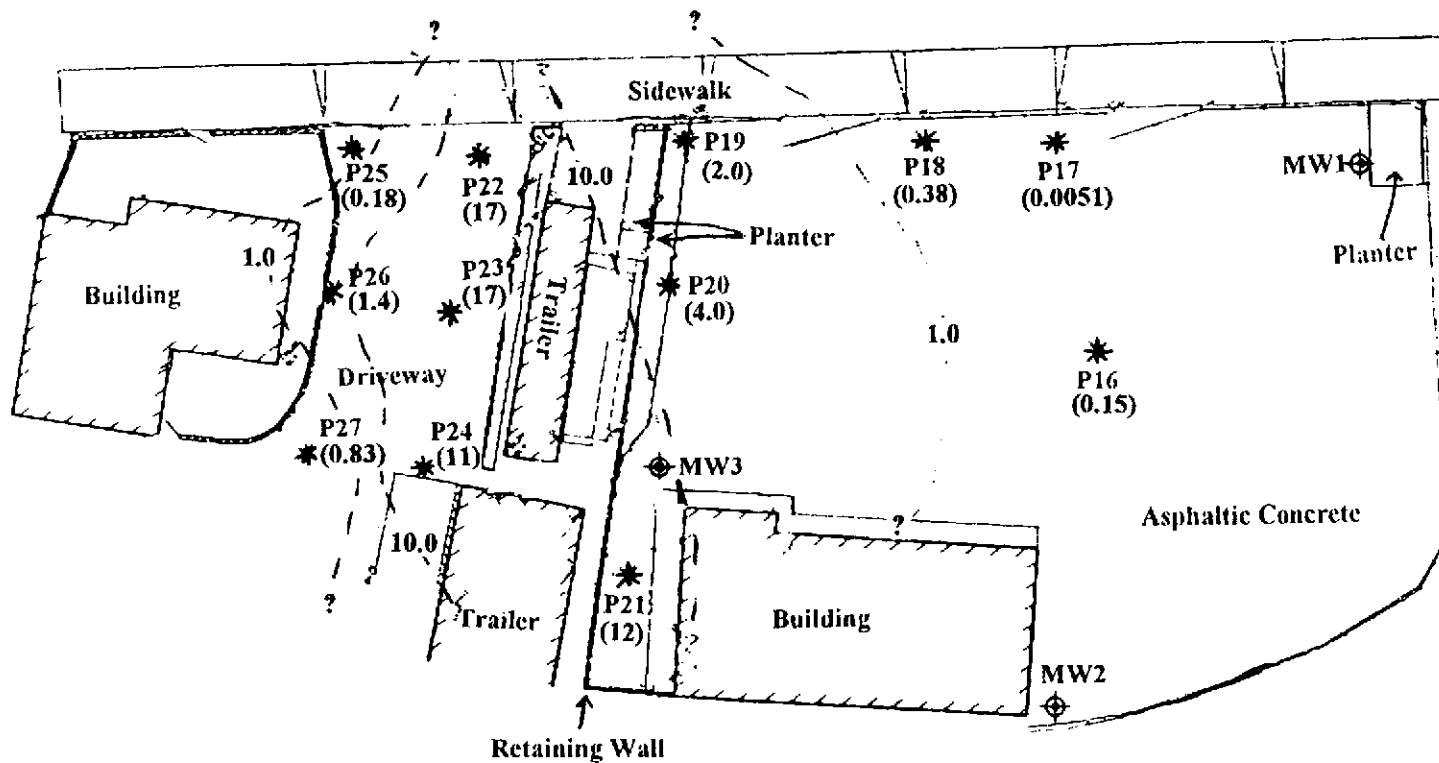 ?
?
Sidewalk
P25
(0.18)
P22
(17)
10.0
P19
(2.0)
P18
(0.38)
P17
(0.0051)
MW1
Planter
Planter
1.0
Building
P26
(1.4)
P23
(17)
Trailer
P20
(4.0)
1.0
P16
(0.15)
Driveway
P27
(0.83)
P24
(11)
MW3
?
Asphaltic Concrete
10.0
?
Trailer
P21
(12)
Building
MW2
Retaining Wall